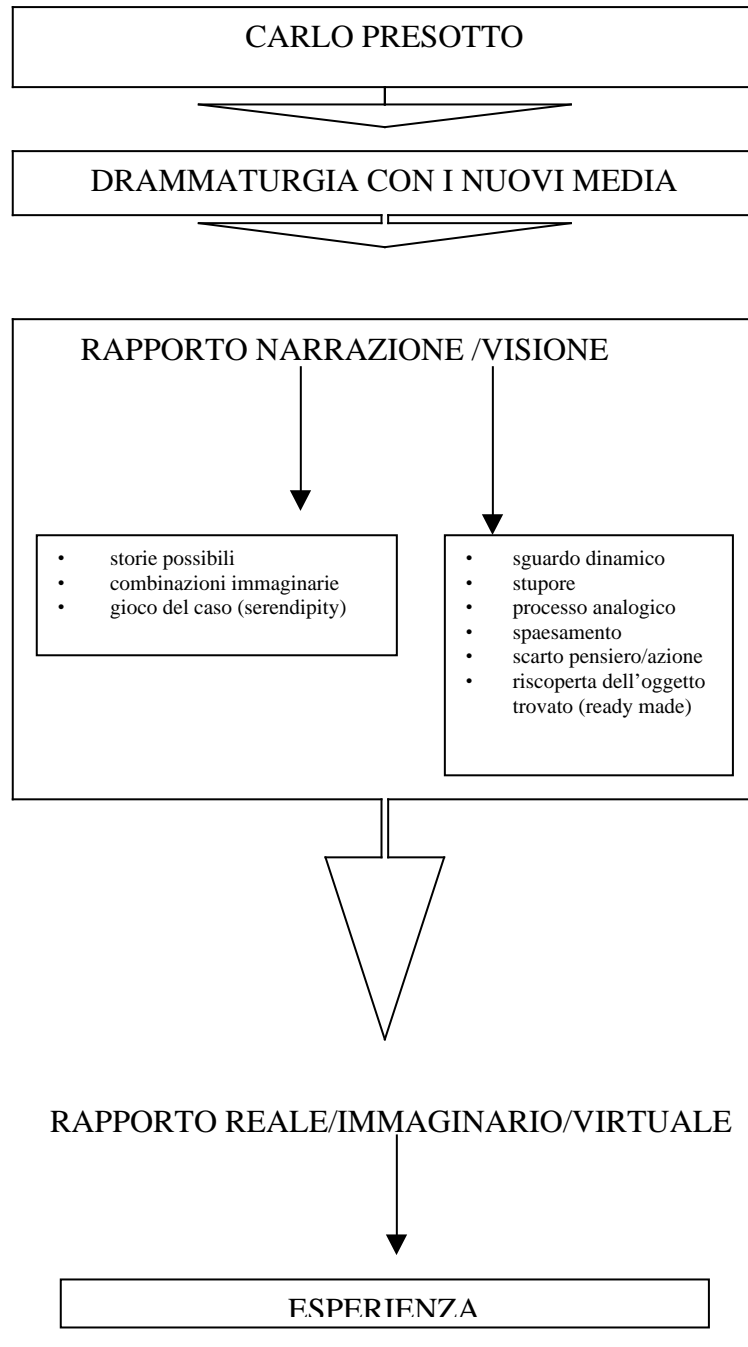 CARLO PRESOTTO
DRAMMATURGIA CON I NUOVI MEDIA
RAPPORTO NARRAZIONE /VISIONE
• storie possibili
• combinazioni immaginarie
• gioco del caso (serendipity)
• sguardo dinamico
• stupore
• processo analogico
• spaesamento
• scarto pensiero/azione
• riscoperta dell’oggetto
trovato (ready made)
RAPPORTO REALE/IMMAGINARIO/VIRTUALE
ESPERIENZA